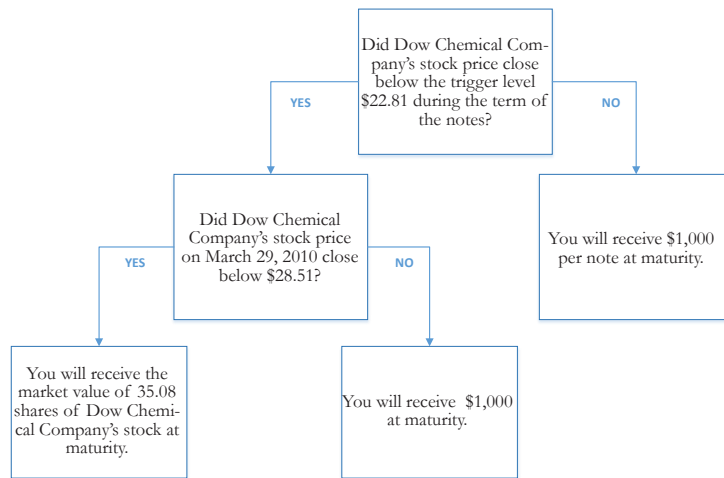 Did Dow Chemical Com-
pany's stock price close
below the trigger level
$22.81 during the term of
the notes?
YES
NO
Did Dow Chemical
Company's stock price
on March 29, 2010 close
below $28.51?
You will receive $1,000
per note at maturity.
YES
NO
You will receive the
market value of 35.08
shares of Dow Chemi-
cal Company's stock at
maturity.
You will receive $1,000
at maturity.